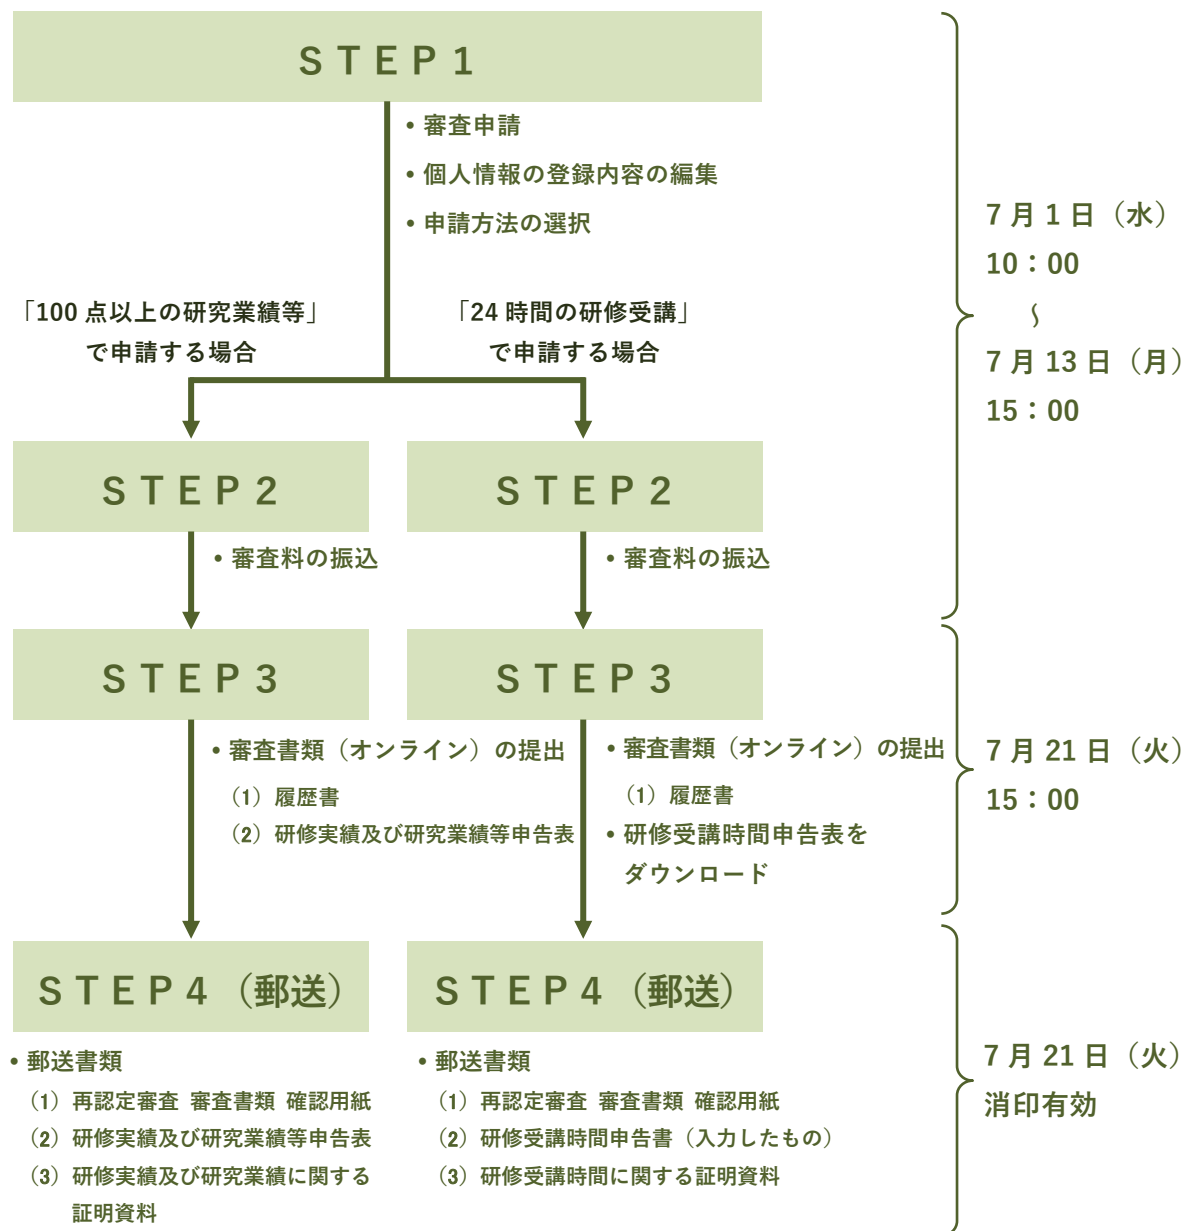 STEP1
・審査申請
・個人情報の登録内容の編集
・申請方法の選択
7月1日（水）
10：00
～
7月13日（月）
15：00
「100点以上の研究業績等」
で申請する場合
「24時間の研修受講」
で申請する場合
STEP2
・審査料の振込
STEP2
・審査料の振込
STEP3
・審査書類（オンライン）の提出
（1）履歴書
（2）研修実績及び研究業績等申告表
STEP3
・審査書類（オンライン）の提出
（1）履歴書
・研修受講時間申告表を
ダウンロード
7月21日（火）
15：00
STEP4（郵送）
・郵送書類
（1）再認定審査 審査書類 確認用紙
（2）研修実績及び研究業績等申告表
（3）研修実績及び研究業績に関する
証明資料
STEP4（郵送）
・郵送書類
（1）再認定審査 審査書類 確認用紙
（2）研修受講時間申告書（入力したもの）
（3）研修受講時間に関する証明資料
7月21日（火）
消印有効